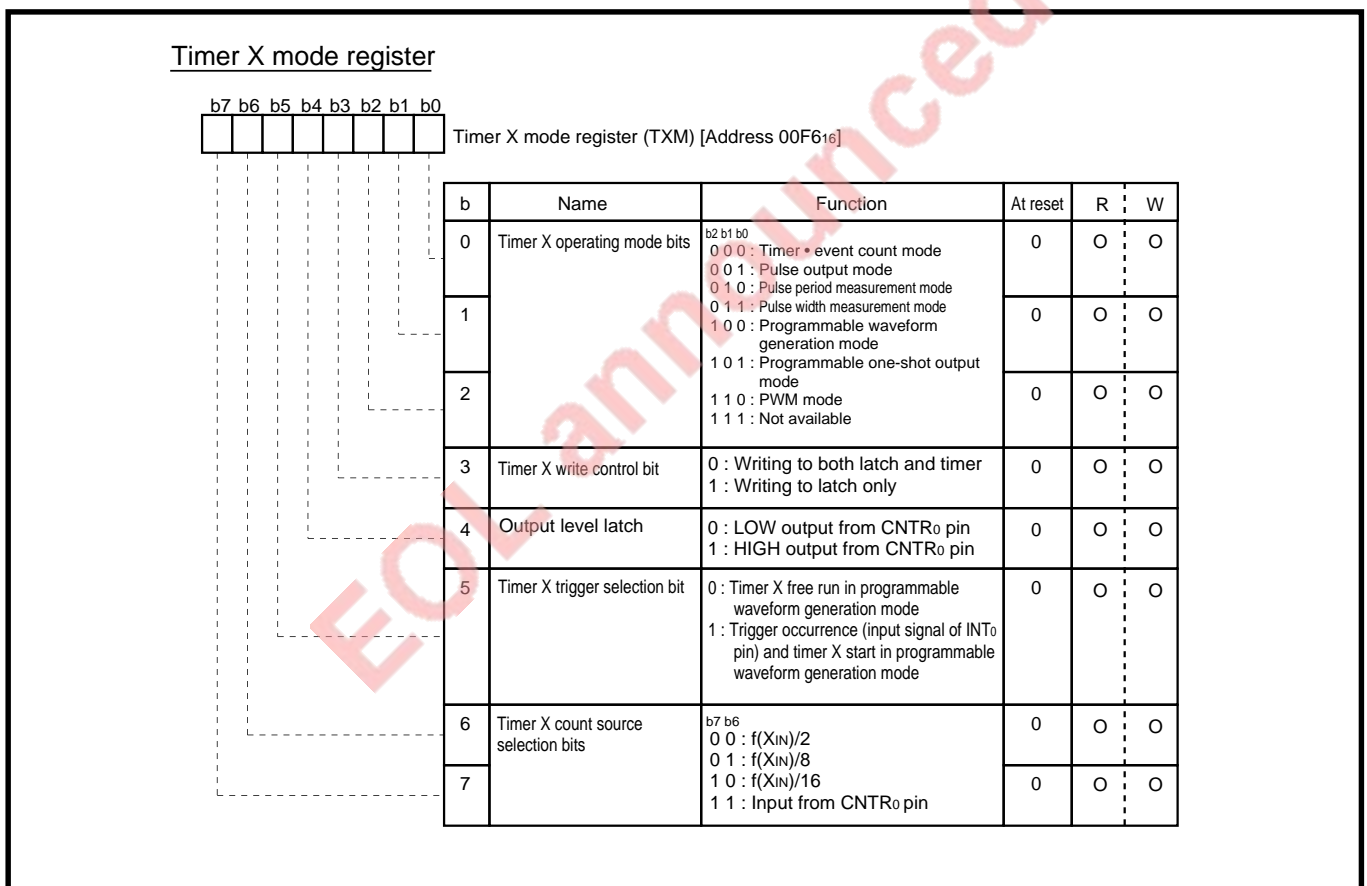 Timer X mode register
b7 b6 b5 b4 b3 b2 b1 b0
Timer X mode register (TXM) [Address 00F616]
b Name Function At reset R W
0 Timer X operating mode bits b2 b1 b0 0 O O
0 0 0 : Timer • event count mode
0 0 1 : Pulse output mode
0 1 0 : Pulse period measurement mode
1 0 1 1 : Pulse width measurement mode 0 O O
1 0 0 : Programmable waveform
generation mode
1 0 1 : Programmable one-shot output
mode
2 0 O O
1 1 0 : PWM mode
1 1 1 : Not available
3 Timer X write control bit 0 : Writing to both latch and timer 0 O O
1 : Writing to latch only
4 Output level latch 0 : LOW output from CNTR0 pin 0 O O
1 : HIGH output from CNTR0 pin
5 Timer X trigger selection bit 0 : Timer X free run in programmable 0 O O
waveform generation mode
1 : Trigger occurrence (input signal of INT0
pin) and timer X start in programmable
waveform generation mode
6 Timer X count source b7 b6 0 O O
selection bits 0 0 : f(XIN)/2
0 1 : f(XIN)/8
7 1 0 : f(XIN)/16 0 O O
1 1 : Input from CNTR0 pin
EOL announced